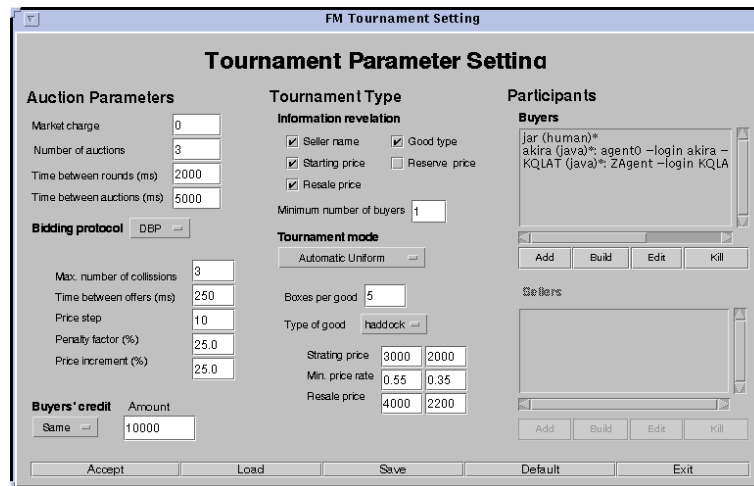 FM Tournament Setting
Tournament Parameter Setting
Auction Parameters
Market charge 0
Number of auctions 3
Time between rounds (ms) 2000
Time between auctions (ms) 5000
Bidding protocol DBP
Max. number of collissions 3
Time between offers (ms) 250
Price step 10
Penalty factor (%) 25.0
Price increment (%) 25.0
Buyers' credit Amount
Same 10000
Tournament Type
Information revelation
Seller name Good type
Starting price Reserve price
Resale price
Minimum number of buyers 1
Tournament mode
Automatic Uniform
Boxes per good 5
Type of good haddock
Strating price 3000 2000
Min. price rate 0.55 0.35
Resale price 4000 2200
Participants
Buyers
jar (human)*
akira (java)*: agent0 –login akira –
KQLAT (java)*: ZAgent –login KQLA
Add Build Edit Kill
Sellers
Add Build Edit Kill
Accept Load Save Default Exit